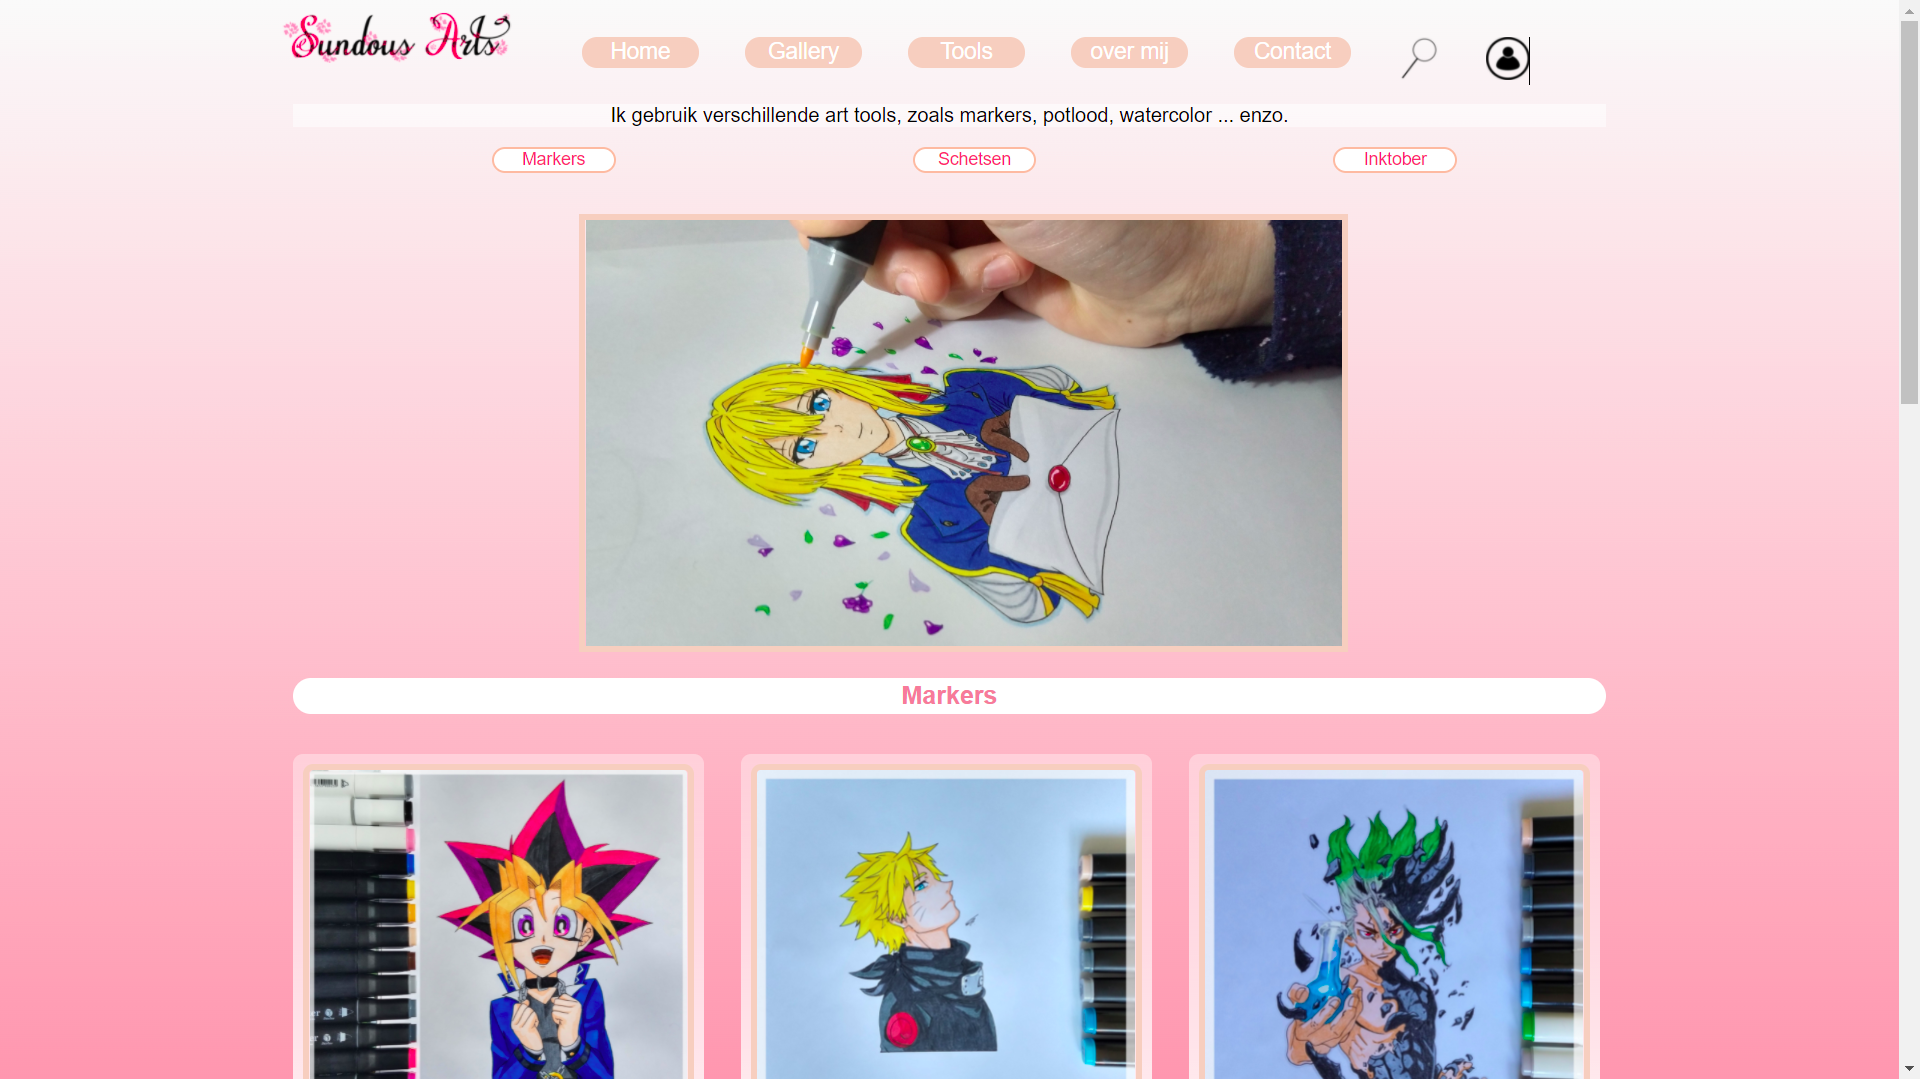 Sundous Arts
Home
Gallery
Tools
over mij
Contact
Ik gebruik verschillende art tools, zoals markers, potlood, watercolor ... enzo.
Markers
Schetsen
Inktober
Markers